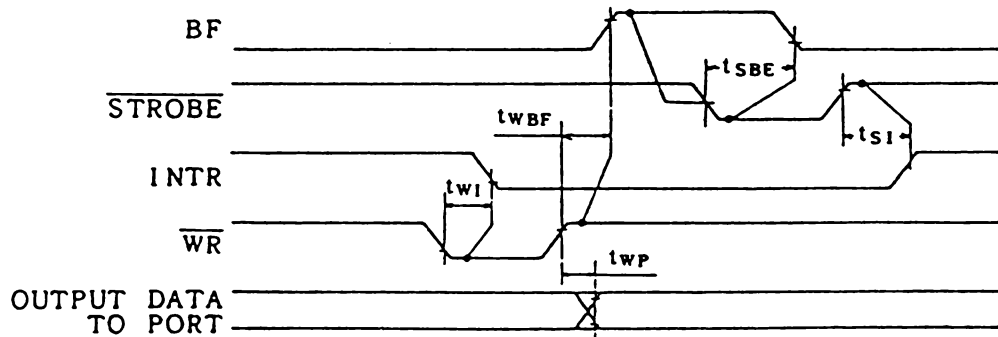 BF
tSBE
STROBE
tWBF
tSI
INTR
tWI
WR
tWP
OUTPUT DATA
TO PORT